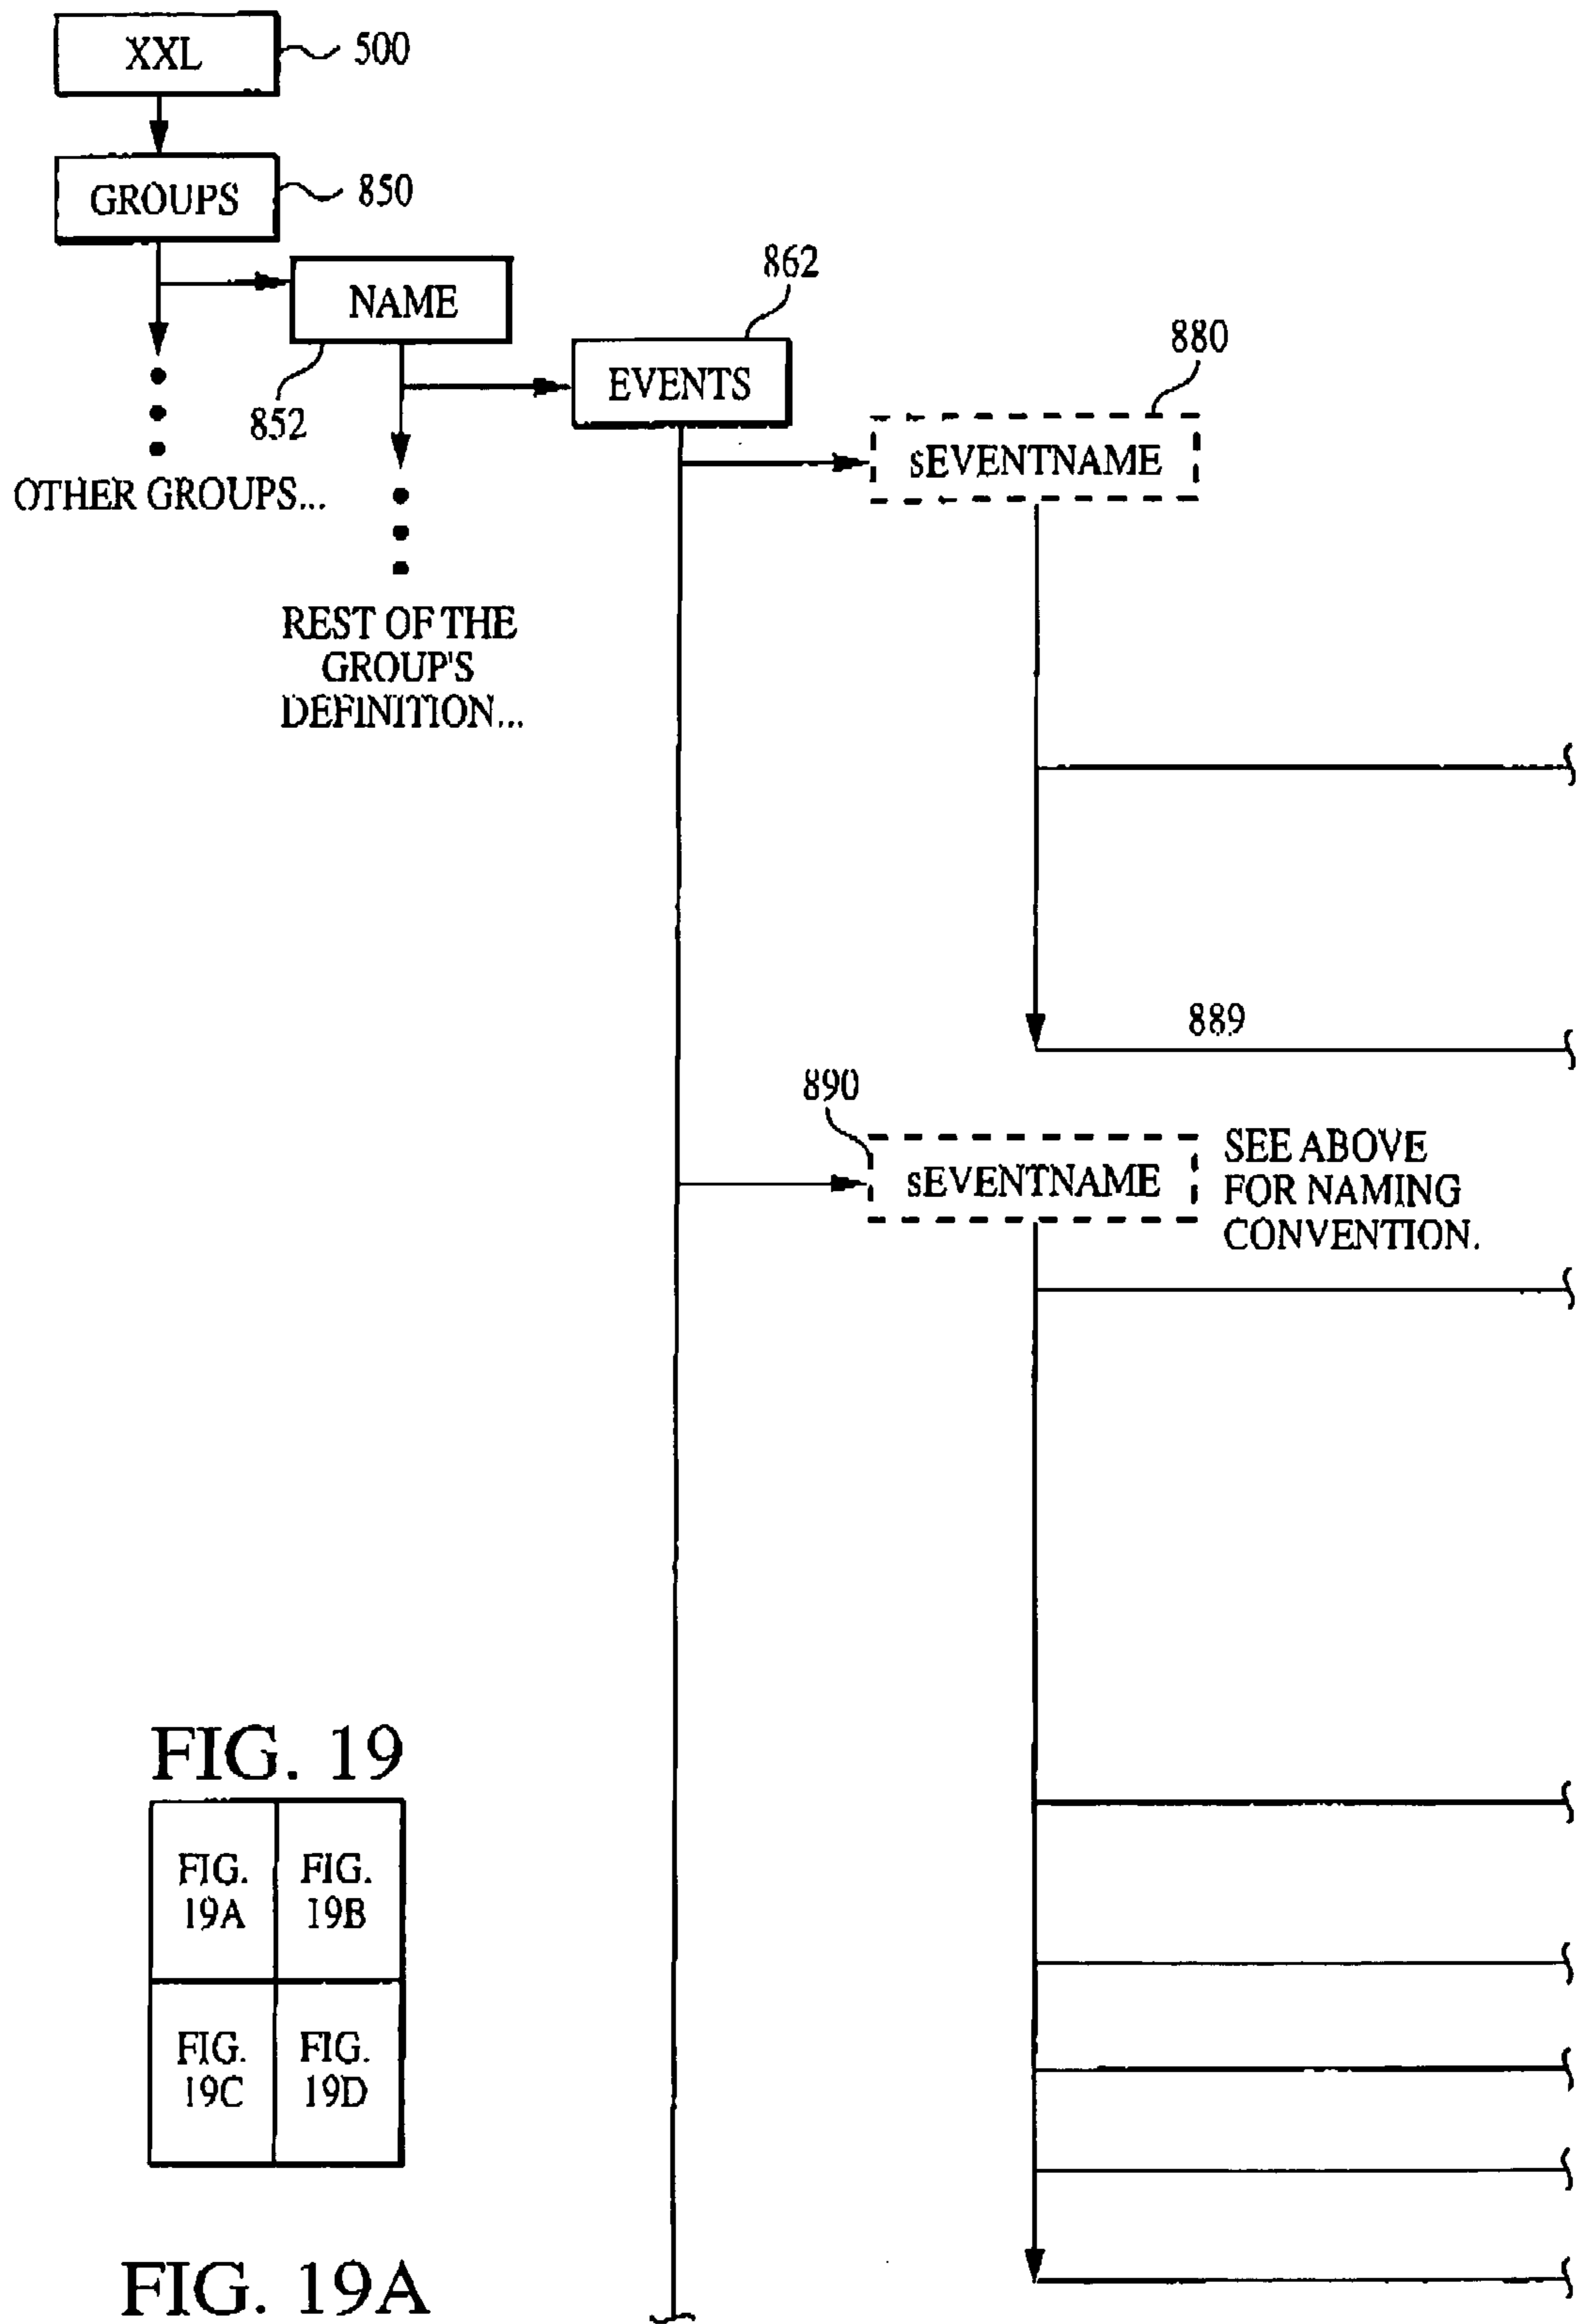 XXL
500
GROUPS
850
NAME
852
862
EVENTS
880
sEVENTNAME
OTHER GROUPS...
REST OF THE
GROUP'S
DEFINITION...
889
890
sEVENTNAME
SEE ABOVE
FOR NAMING
CONVENTION.
FIG. 19
FIG.
19A
FIG.
19B
FIG.
19C
FIG.
19D
FIG. 19A